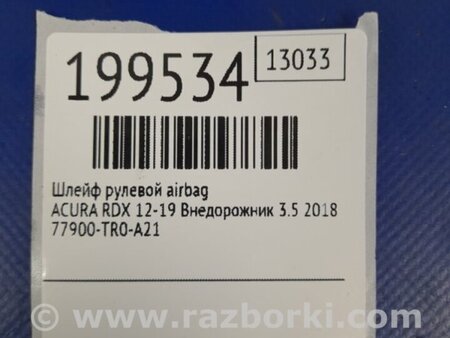 199534
13033
Шлейф рулевой airbag
ACURA RDX 12-19 Внедорожник 3.5 2018
77900-TR0-A21
© www.razborki.com